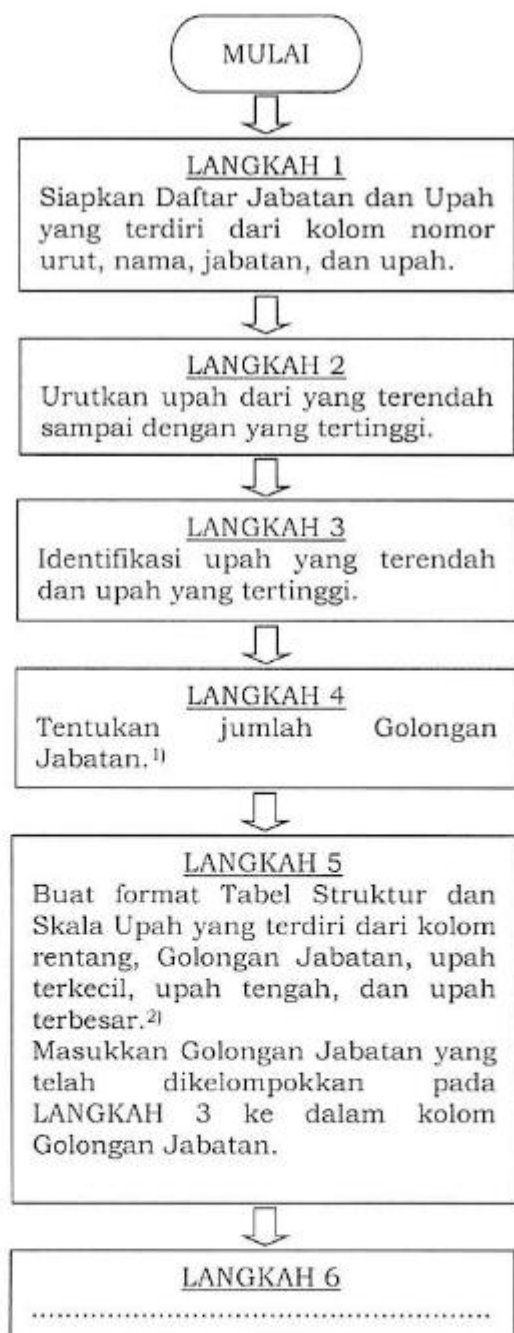 MULAI
LANGKAH 1
Siapkan Daftar Jabatan dan Upah
yang terdiri dari kolom nomor
urut, nama, jabatan, dan upah.
LANGKAH 2
Urutkan upah dari yang terendah
sampai dengan yang tertinggi.
LANGKAH 3
Identifikasi upah yang terendah
dan upah yang tertinggi.
LANGKAH 4
Tentukan jumlah Golongan
Jabatan.1)
LANGKAH 5
Buat format Tabel Struktur dan
Skala Upah yang terdiri dari kolom
rentang, Golongan Jabatan, upah
terkecil, upah tengah, dan upah
terbesar.2)
Masukkan Golongan Jabatan yang
telah dikelompokkan pada
LANGKAH 3 ke dalam kolom
Golongan Jabatan.
LANGKAH 6
..................................................